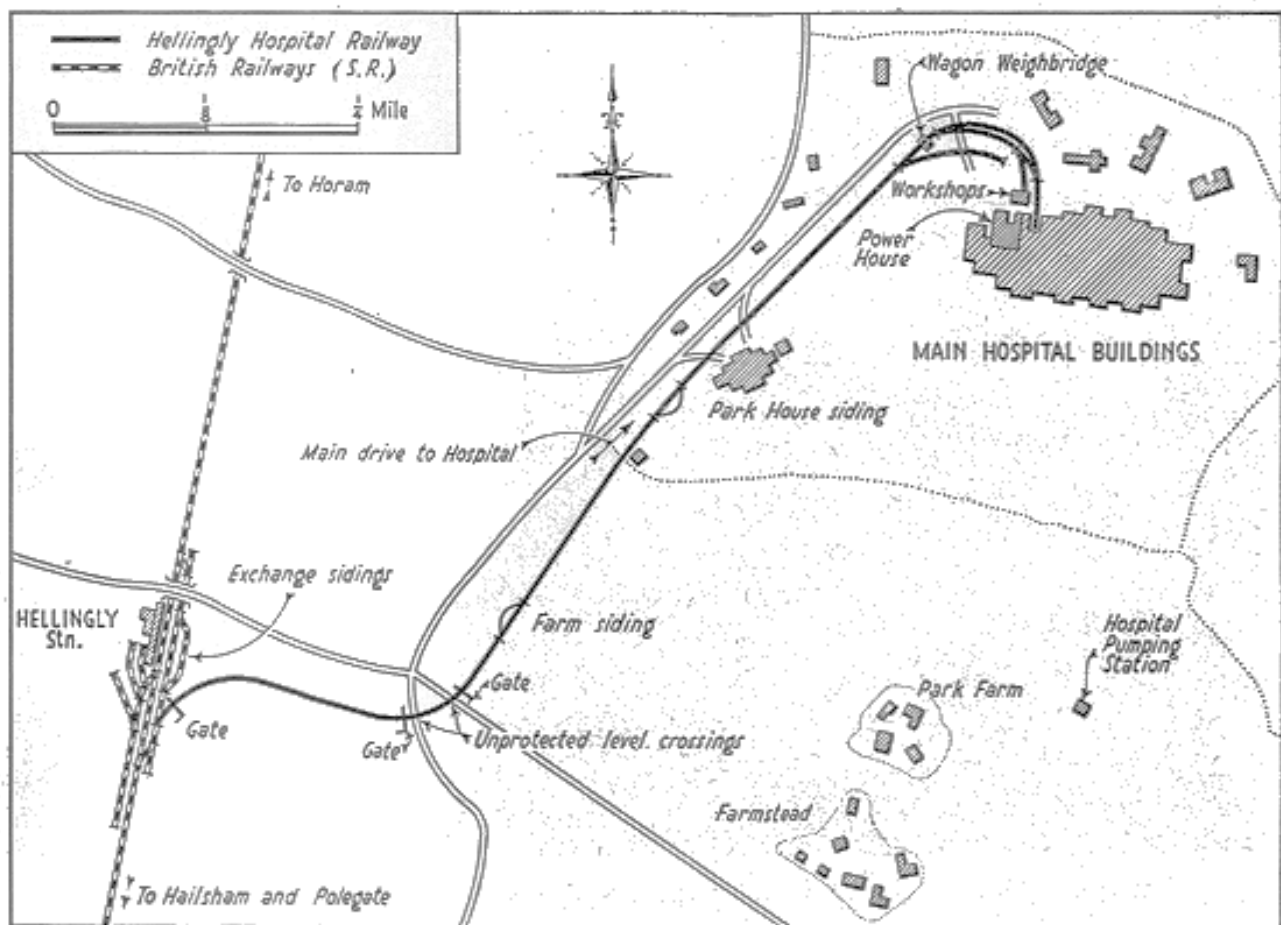 Hellingly Hospital Railway
British Railways (S.R.)
0 1/8 1/4 Mile
Wagon Weighbridge
To Horam
Workshops
Power
House
MAIN HOSPITAL BUILDINGS
Park House siding
Main drive to Hospital
Exchange sidings
HELLINGLY
Stn.
Farm siding
Hospital
Pumping
Station
Gate
Park Farm
Gate
Gate
Unprotected level crossings
Farmstead
To Hailsham and Polegate